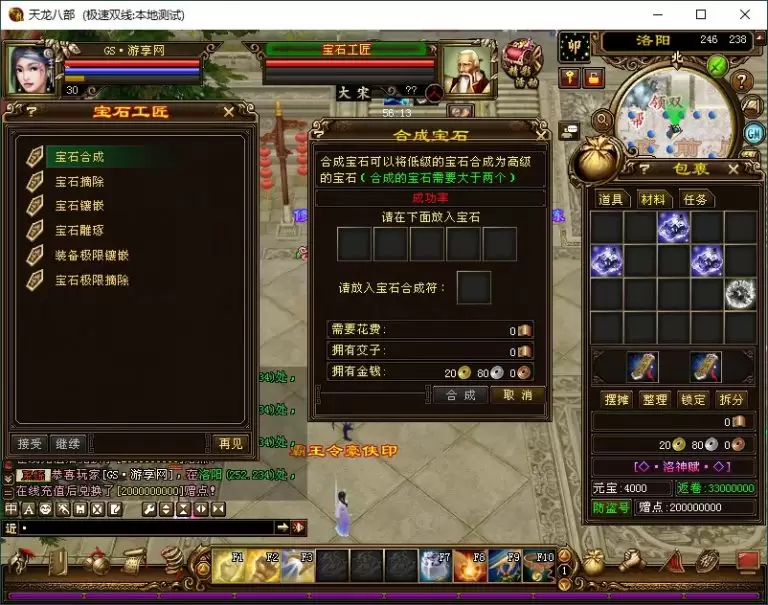 天龙八部 (极速双线:本地测试)
GS·游享网
30
宝石工匠
大宋
??
卯
洛阳
246 238
北
56:13
GM
宝石工匠
宝石合成
宝石摘除
宝石镶嵌
宝石雕琢
装备极限镶嵌
宝石极限摘除
接受
继续
再见
合成宝石
合成宝石可以将低级的宝石合成为高级
的宝石(合成的宝石需要大于两个)
成功率
请在下面放入宝石
请放入宝石合成符:
需要花费:
0
拥有交子:
0
拥有金钱:
20 80 0
合成
取消
包裹
道具
材料
任务
摆摊
整理
锁定
拆分
0
20 80 0
[◇·洛神赋·◇]
元宝:4000
返卷:33000000
防盗号
赠点:200000000
霸王令豪侠印
恭喜玩家[GS·游享网],在洛阳(252.234)处,
在线充值后兑换了[2000000000]赠点!
近·
F1
F2
F3
F7
F8
F9
F10
1